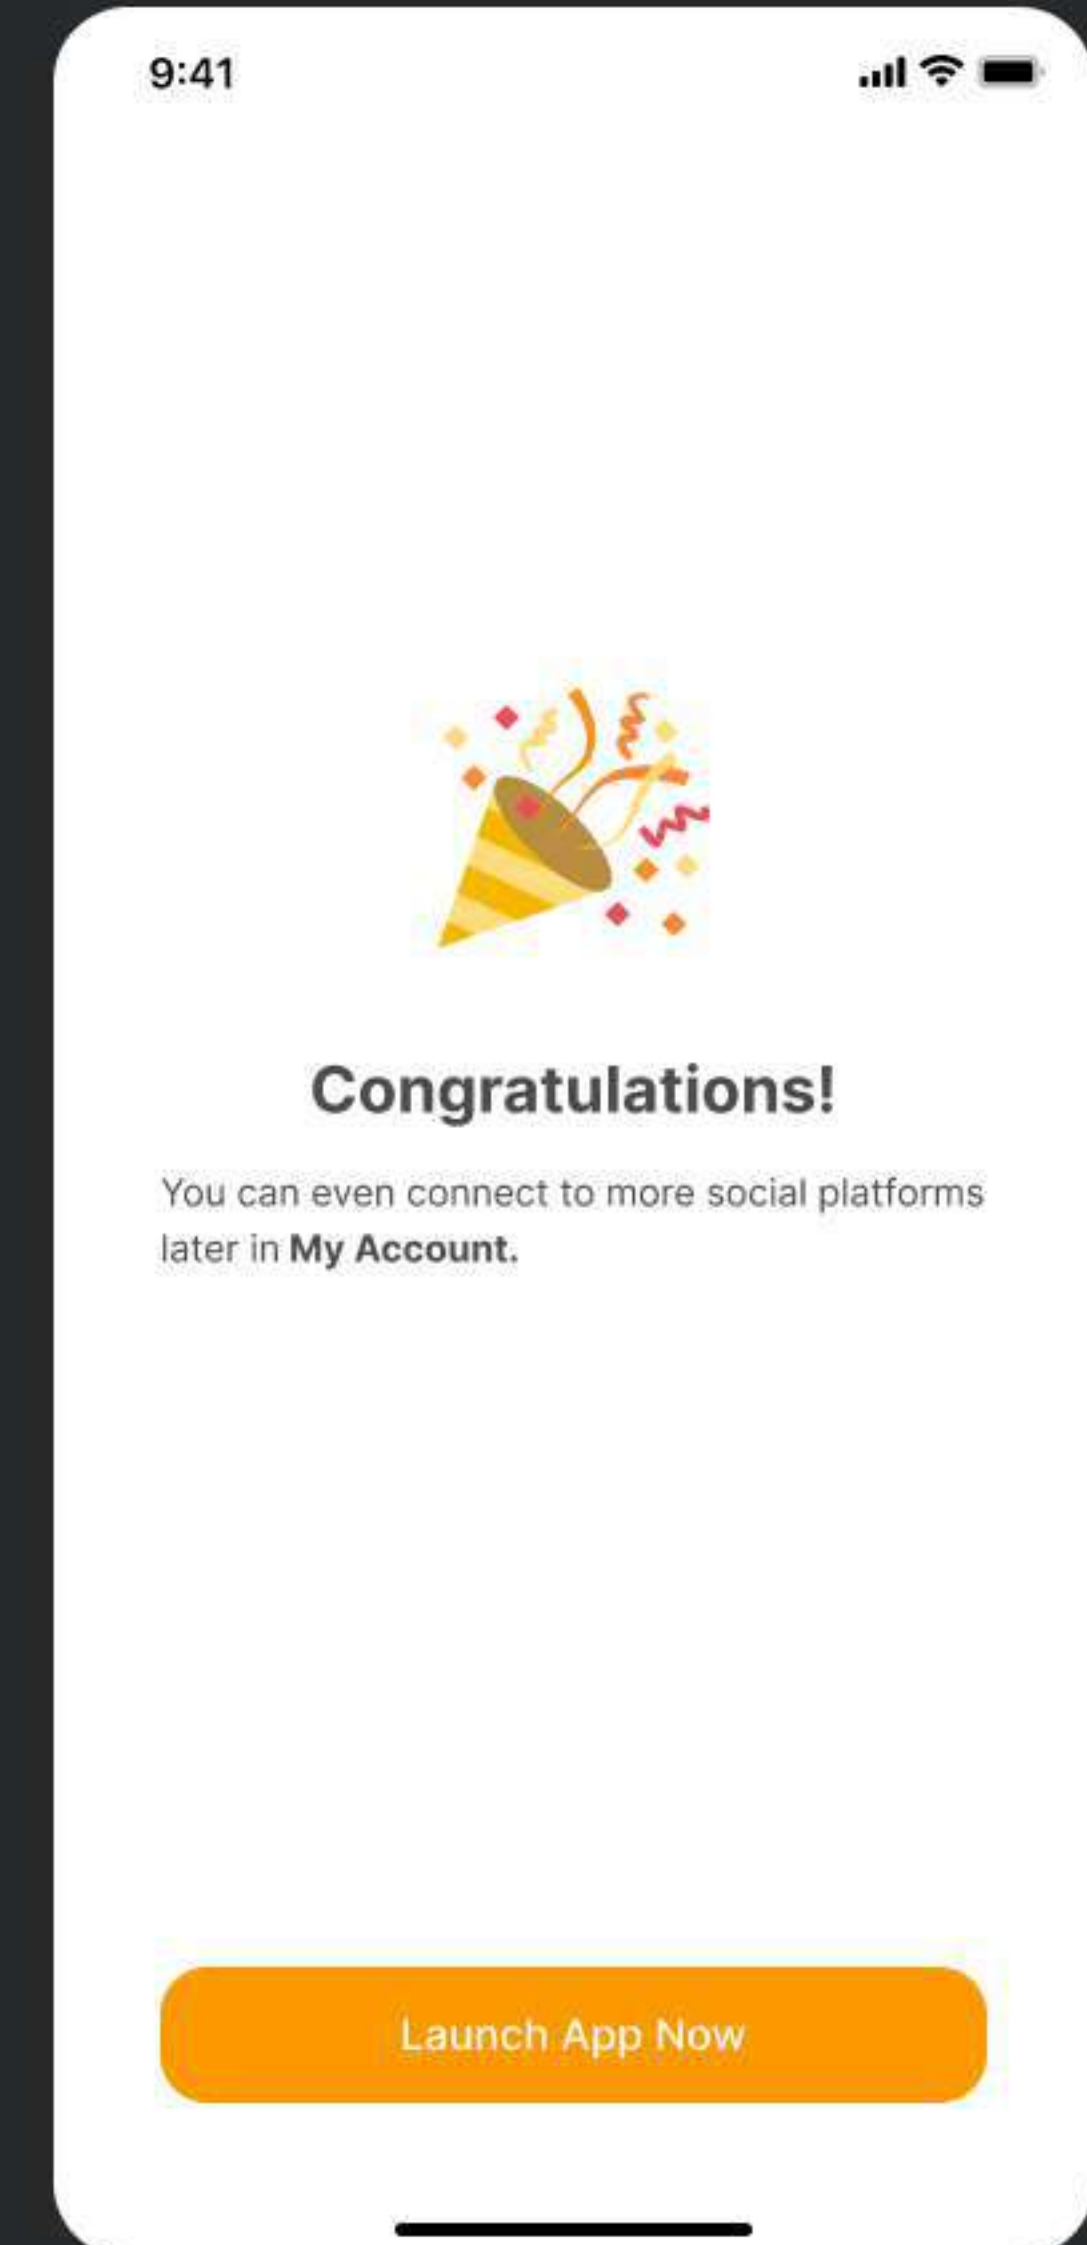 9:41
Congratulations!
You can even connect to more social platforms
later in My Account.
Launch App Now